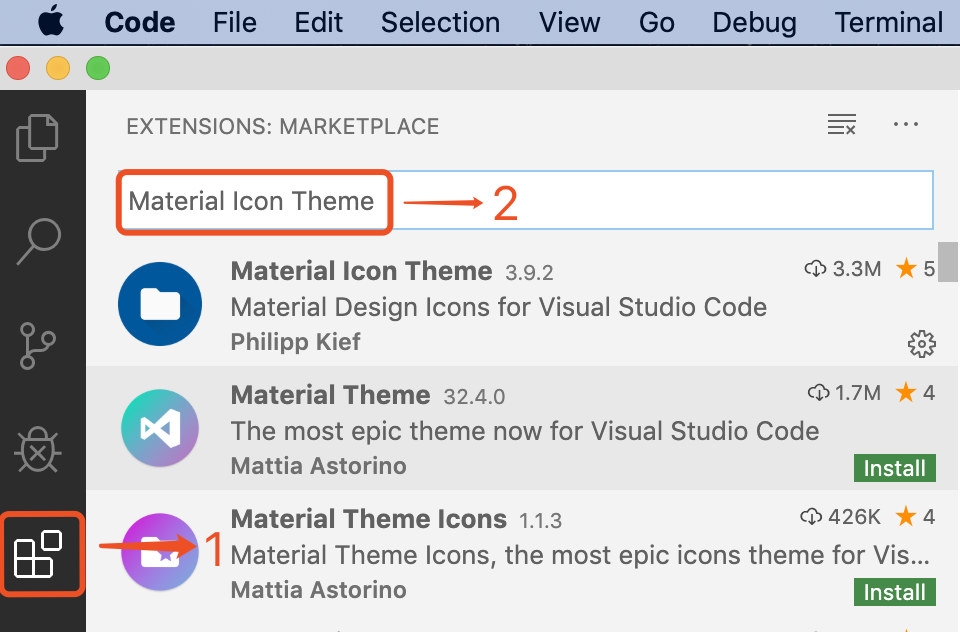 Code File Edit Selection View Go Debug Terminal
EXTENSIONS: MARKETPLACE
Material Icon Theme 2
Material Icon Theme 3.9.2 3.3M 5
Material Design Icons for Visual Studio Code
Philipp Kief
Material Theme 32.4.0 1.7M 4
The most epic theme now for Visual Studio Code
Mattia Astorino
Install
Material Theme Icons 1.1.3 426K 4
1
Material Theme Icons, the most epic icons theme for Vis...
Mattia Astorino
Install